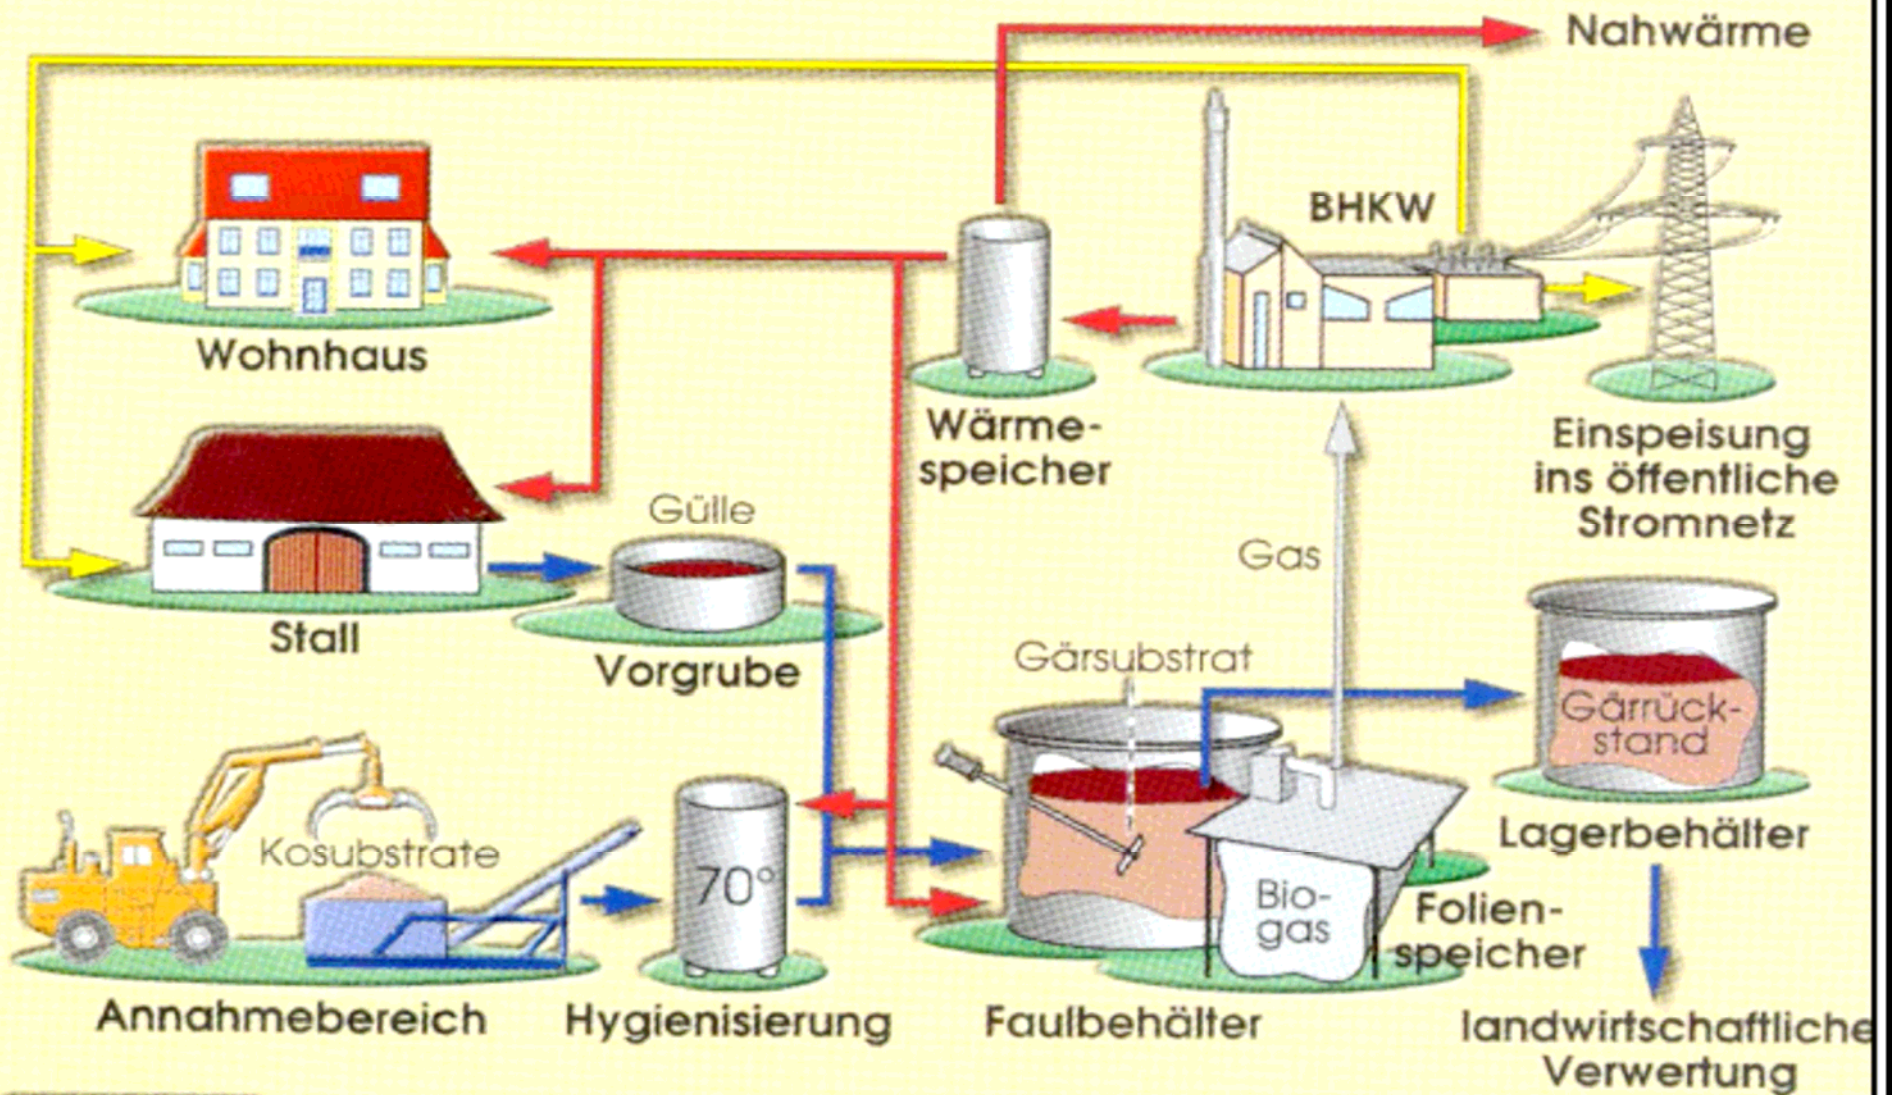 Nahwärme
BHKW
Wohnhaus
Wärme-
speicher
Einspeisung
ins öffentliche
Stromnetz
Gülle
Gas
Stall
Vorgrube
Gärsubstrat
Gärrück-
stand
Kosubstrate
70°
Bio-
gas
Lagerbehälter
Folien-
speicher
Annahmebereich
Hygienisierung
Faulbehälter
landwirtschaftliche
Verwertung